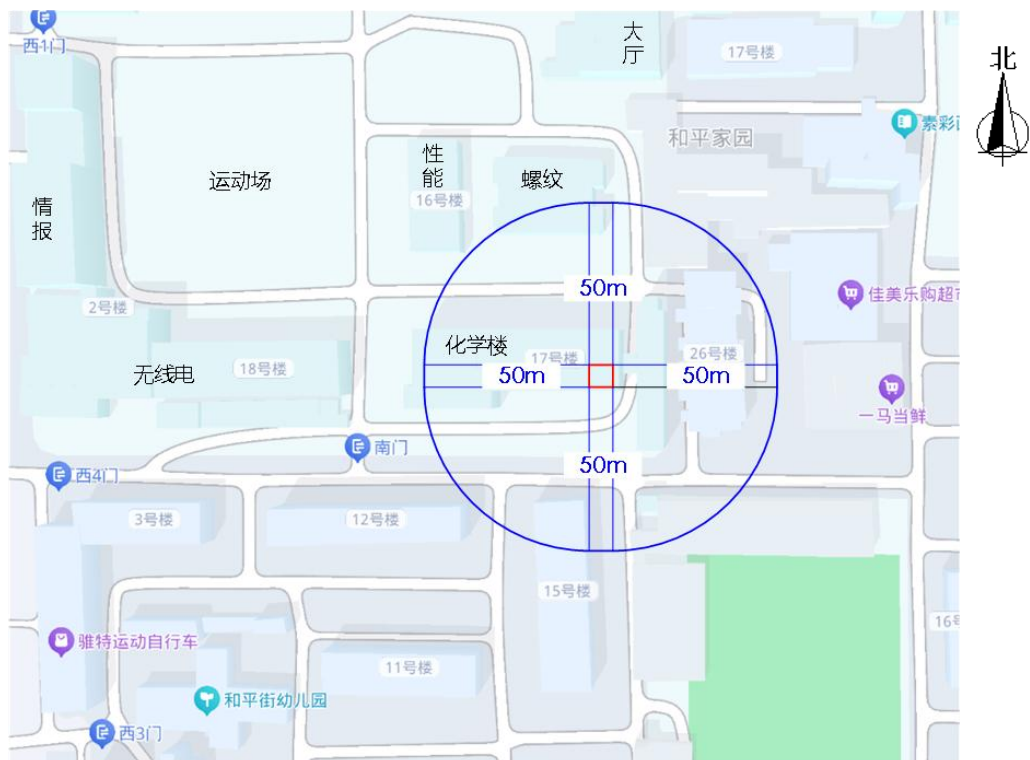 西1门
大
厅
17号楼
北
素彩
和平家园
性
能
16号楼
螺纹
运动场
情
报
50m
佳美乐购超市
2号楼
化学楼
17号楼
26号楼
无线电
18号楼
50m
50m
一马当鲜
南门
50m
西4门
3号楼
12号楼
15号楼
16号
骓特运动自行车
11号楼
和平街幼儿园
西3门